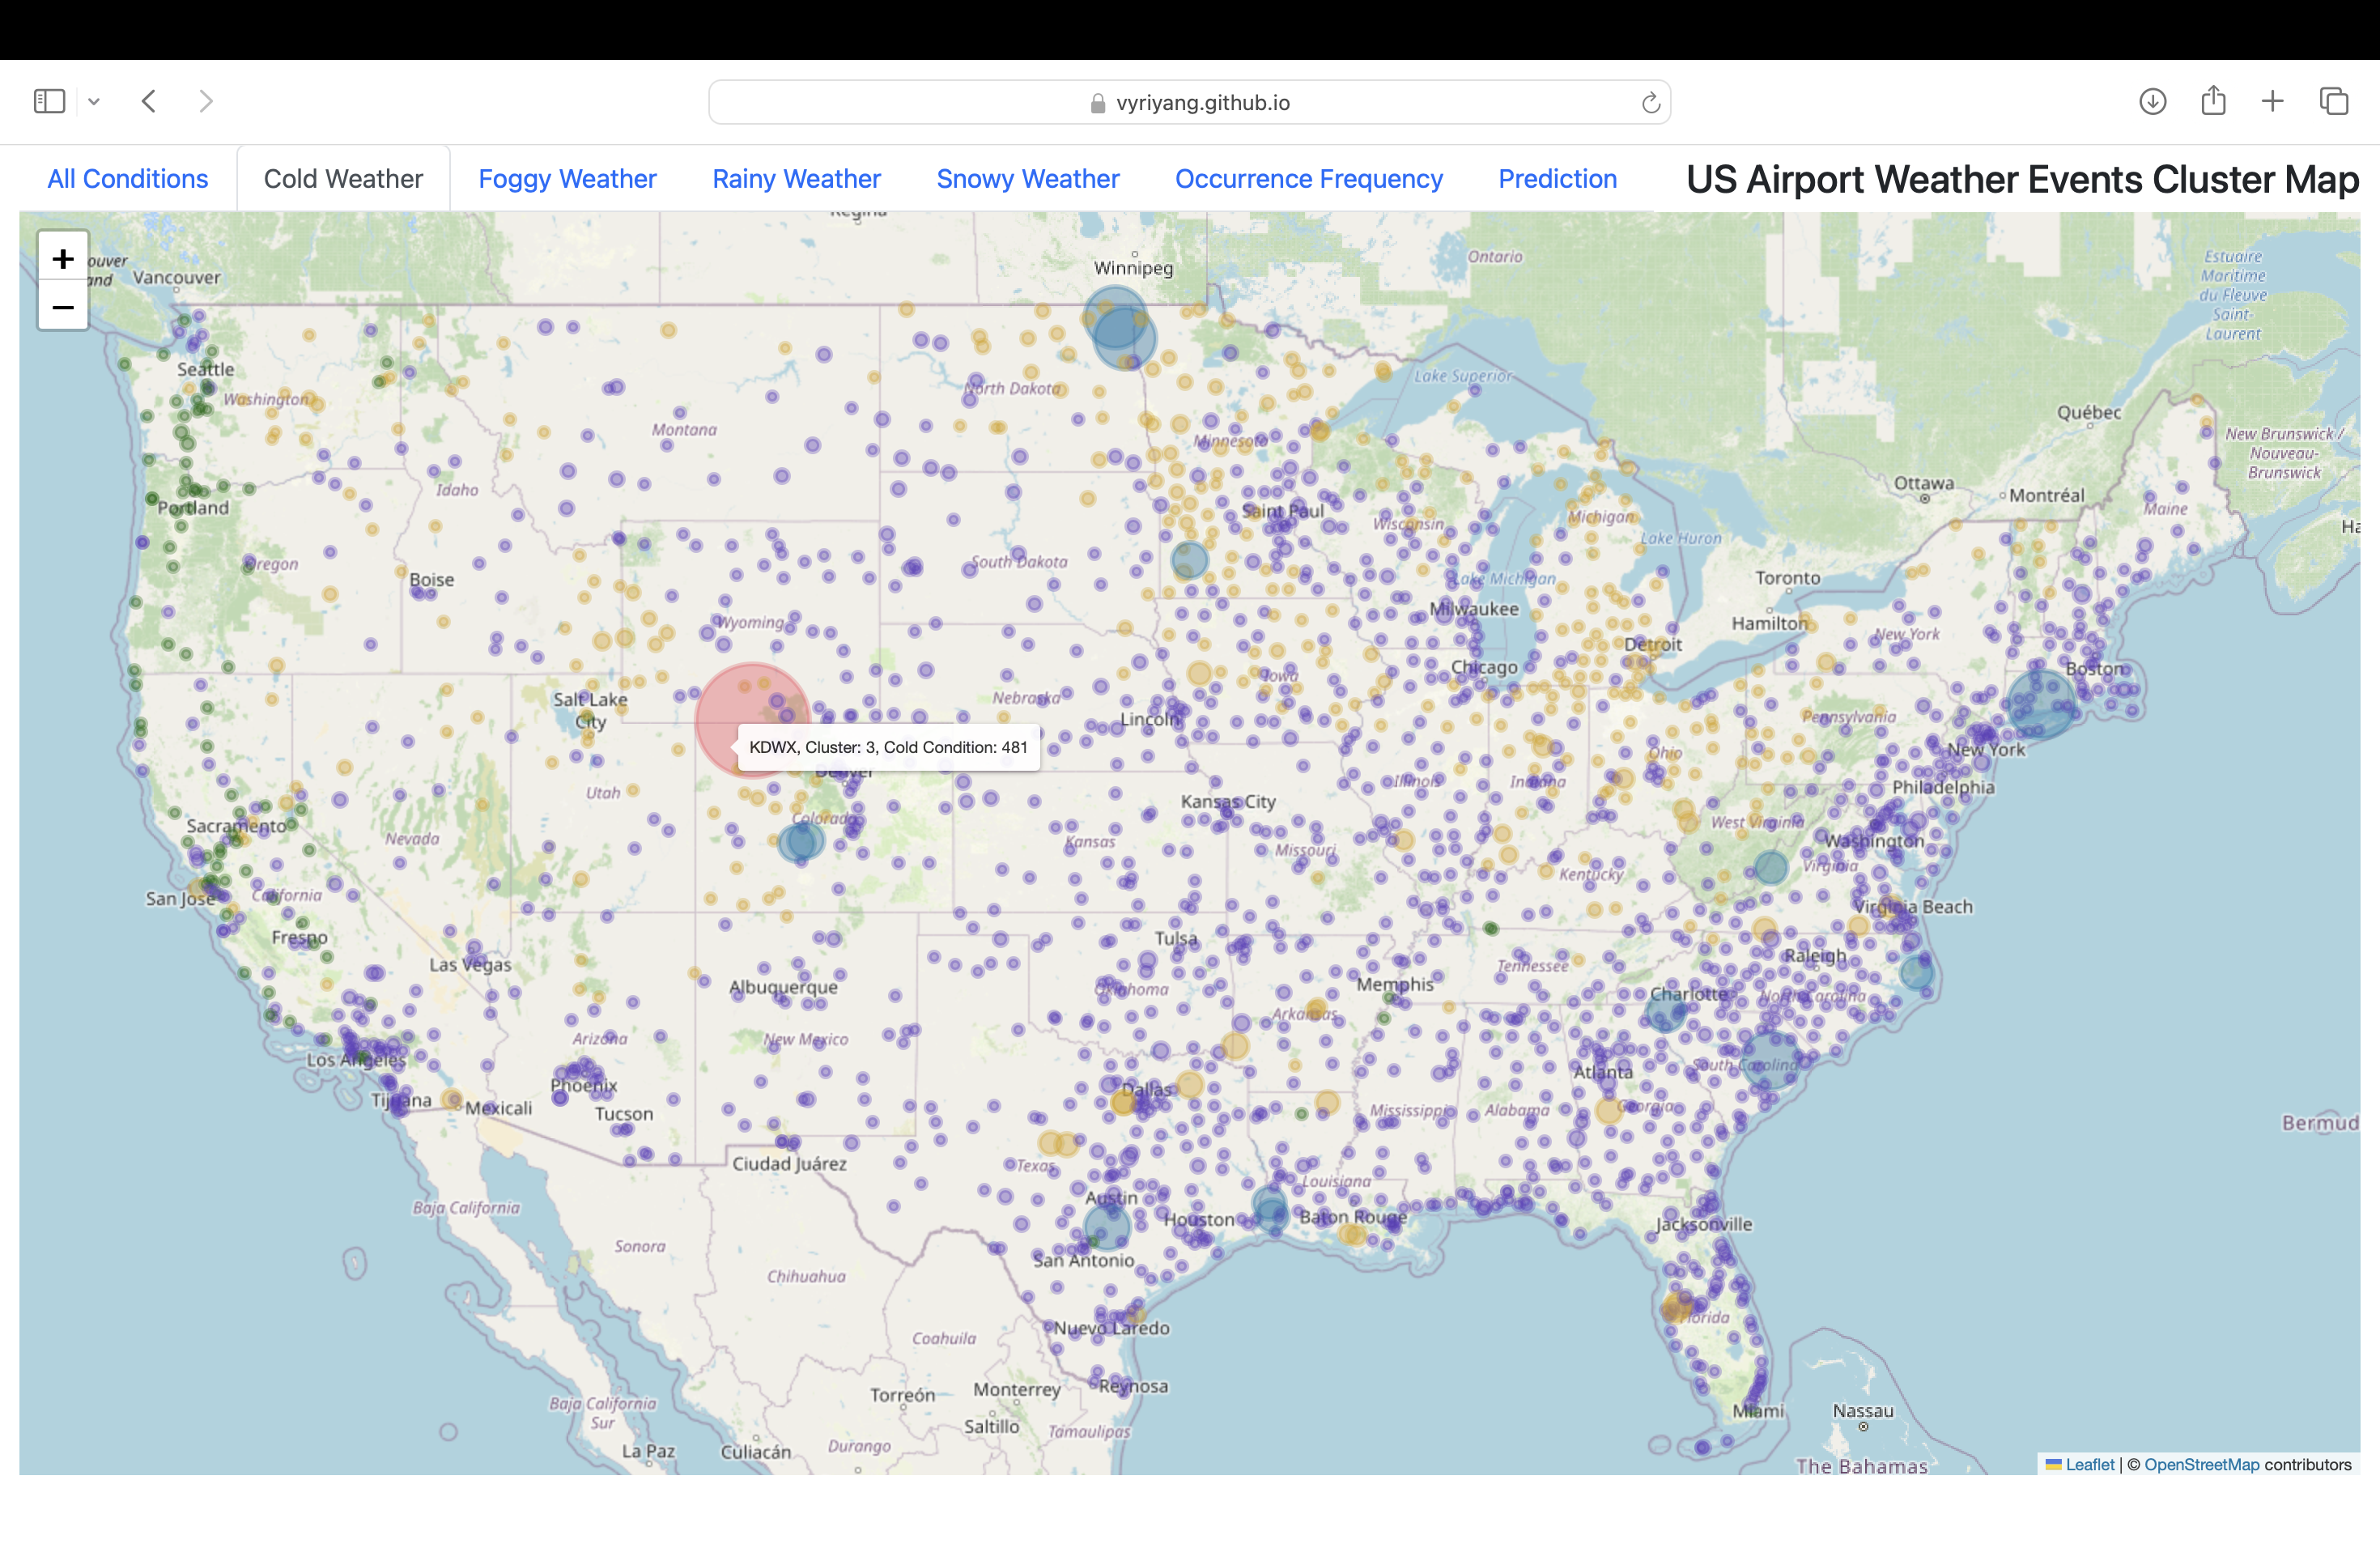 vyriyang.github.io
All Conditions
Cold Weather
Foggy Weather
Rainy Weather
Snowy Weather
Occurrence Frequency
Prediction
US Airport Weather Events Cluster Map
+
−
Regina
Winnipeg
Ontario
Estuaire
Maritime
du Fleuve
Saint-
Laurent
ouver
and
Vancouver
Seattle
Washington
North Dakota
Lake Superior
Québec
Montana
Minnesota
New Brunswick /
Nouveau-
Brunswick
Idaho
Ottawa
Montréal
Portland
Saint Paul
Wisconsin
Michigan
Maine
Lake Huron
Ha
Oregon
Boise
South Dakota
Lake Michigan
Toronto
Milwaukee
Hamilton
Wyoming
New York
Detroit
Chicago
Boston
Iowa
Salt Lake
City
Nebraska
Lincoln
Pennsylvania
KDWX, Cluster: 3, Cold Condition: 481
New York
Ohio
Denver
Utah
Illinois
Indiana
Philadelphia
Kansas City
Colorado
West Virginia
Sacramento
Nevada
Kansas
Missouri
Washington
Virginia
Kentucky
San Jose
California
Virginia Beach
Fresno
Tulsa
Las Vegas
Raleigh
Tennessee
Albuquerque
Oklahoma
Memphis
Charlotte
North Carolina
Arkansas
Arizona
New Mexico
Los Angeles
South Carolina
Atlanta
Phoenix
Dallas
Tijuana
Mexicali
Tucson
Mississippi
Alabama
Georgia
Bermud
Ciudad Juárez
Texas
Louisiana
Austin
Baja California
Houston
Baton Rouge
Jacksonville
Sonora
San Antonio
Chihuahua
Florida
Nuevo Laredo
Coahuila
Reynosa
Torreón
Monterrey
Baja California
Sur
Saltillo
Tamaulipas
Miami
Nassau
La Paz
Culiacán
Durango
The Bahamas
Leaflet | © OpenStreetMap contributors